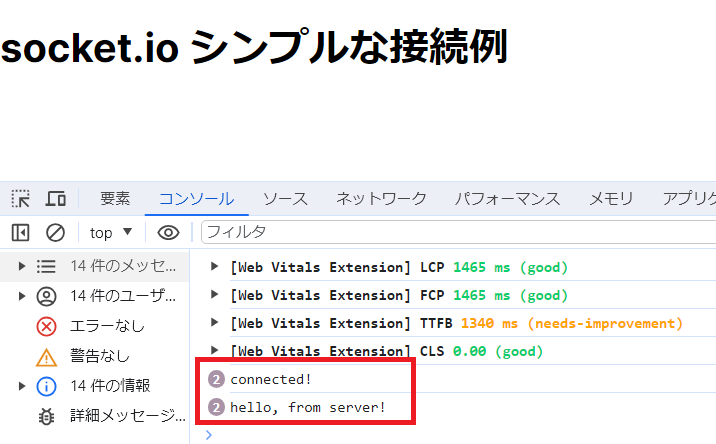 socket.io シンプルな接続例
要素 コンソール ソース ネットワーク パフォーマンス メモリ アプリケ
top ▼ フィルタ
14 件のメッセ...
14 件のユーザ...
エラーなし
警告なし
14 件の情報
詳細メッセージ...
[Web Vitals Extension] LCP 1465 ms (good)
[Web Vitals Extension] FCP 1465 ms (good)
[Web Vitals Extension] TTFB 1340 ms (needs-improvement)
[Web Vitals Extension] CLS 0.00 (good)
2 connected!
2 hello, from server!